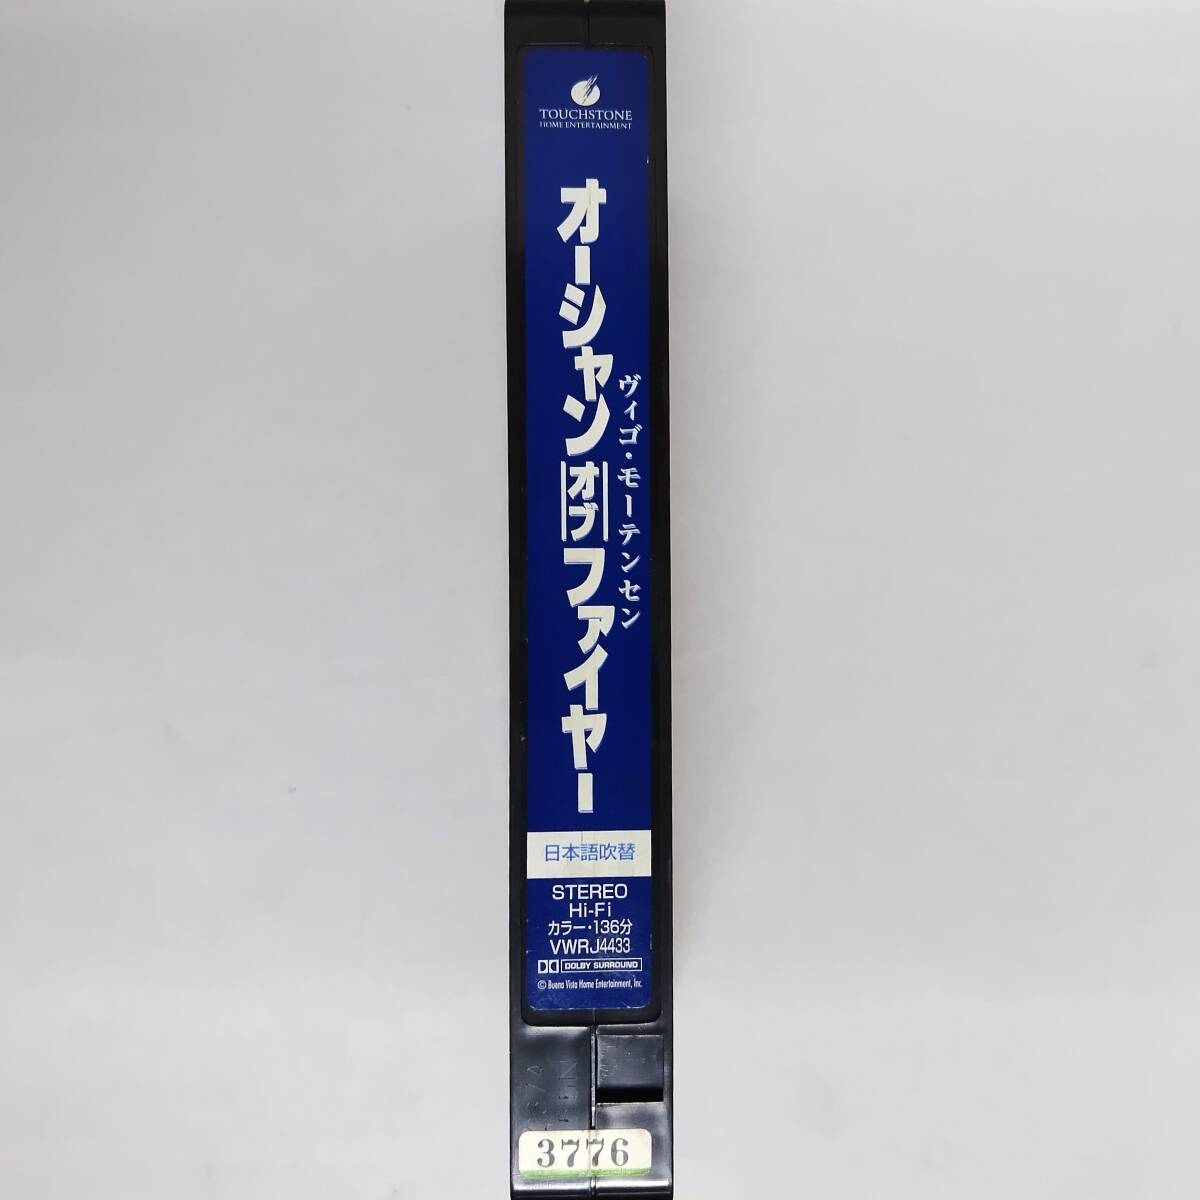 TOUCHSTONE
HOME ENTERTAINMENT
オーシャン・オブ・ファイヤー
ヴィゴ・モーテンセン
日本語吹替
STEREO
Hi-Fi
カラー・136分
VWRJ4433
DOLBY SURROUND
© Buena Vista Home Entertainment, Inc.
3776